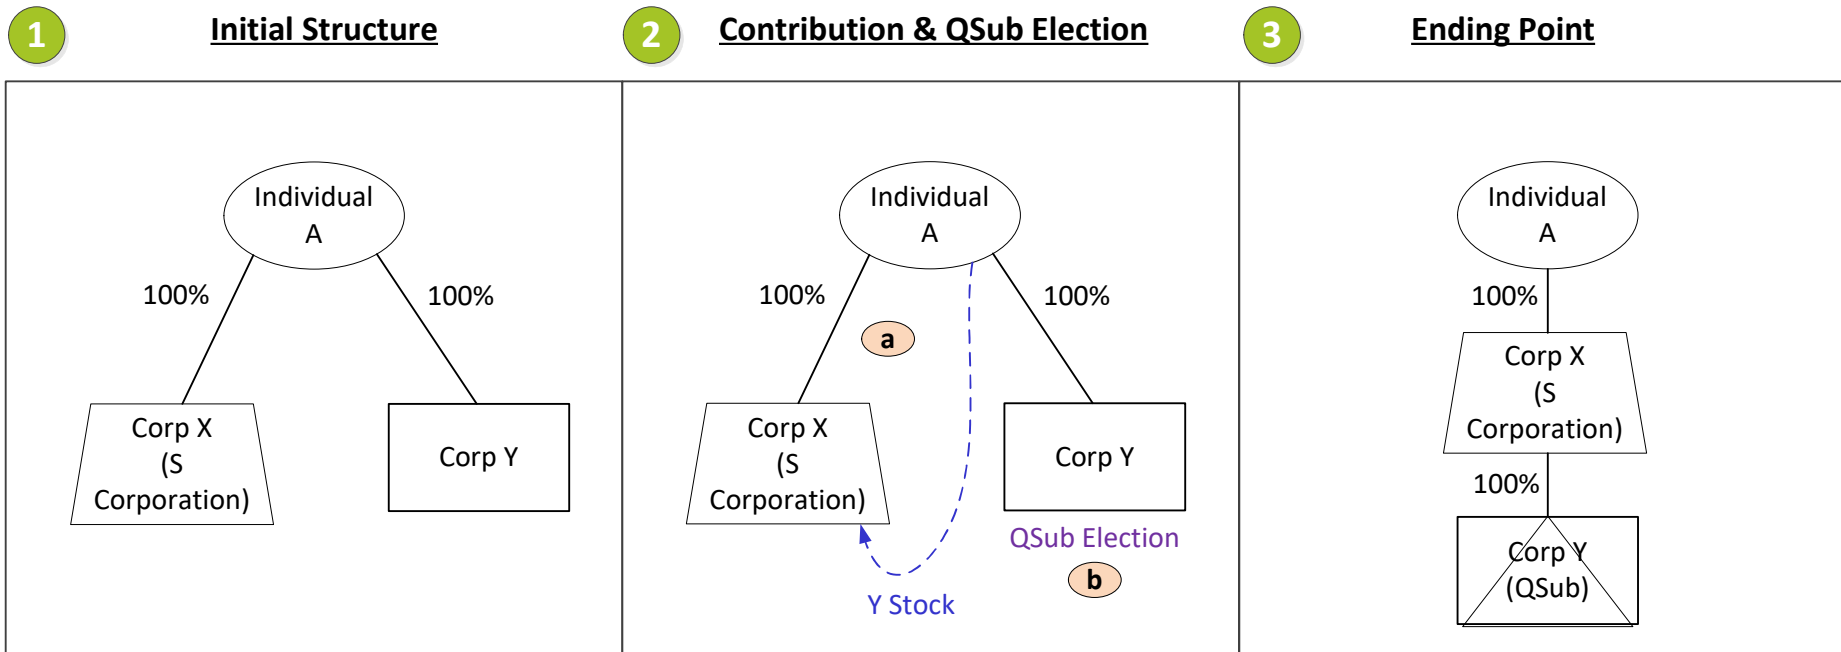 1
Initial Structure
2
Contribution & QSub Election
3
Ending Point
Individual
A
100%
100%
Corp X
(S
Corporation)
Corp Y
Individual
A
100%
100%
a
Corp X
(S
Corporation)
Corp Y
QSub Election
b
Y Stock
Individual
A
100%
Corp X
(S
Corporation)
100%
Corp Y
(QSub)